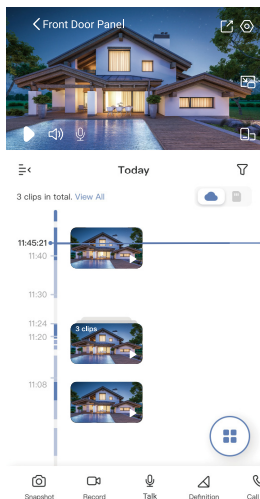 Front Door Panel
Today
3 clips in total. View All
11:45:21
11:40
11:30
11:24
3 clips
11:20
11:08
Snapshot
Record
Talk
Definition
Call